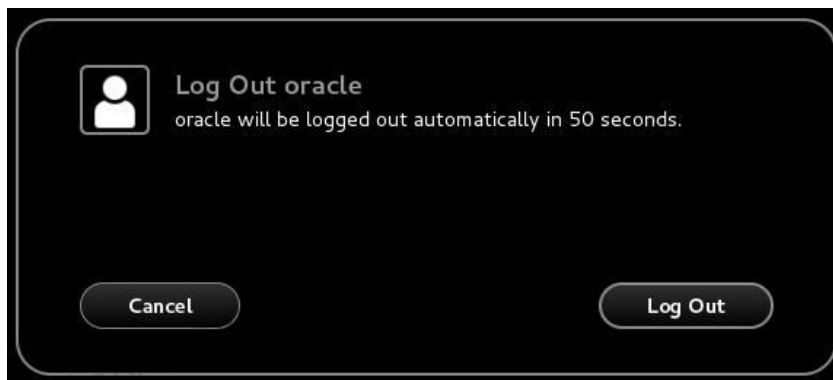 Log Out oracle
oracle will be logged out automatically in 50 seconds.
Cancel
Log Out